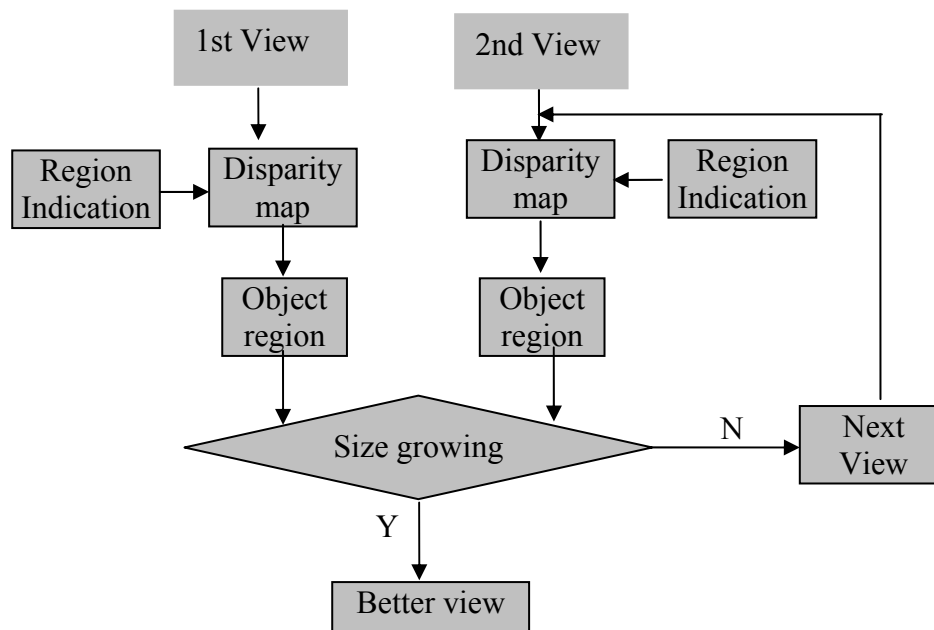 1st View
2nd View
Region
Indication
Disparity
map
Disparity
map
Region
Indication
Object
region
Object
region
Size growing
N
Next
View
Y
Better view